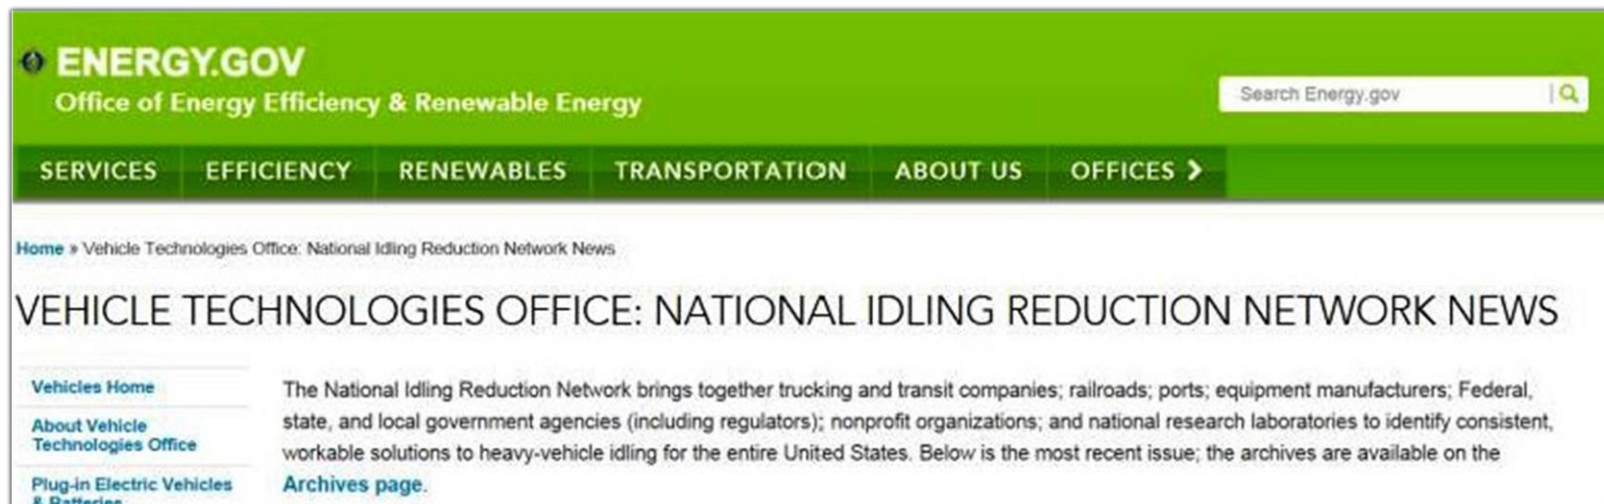 ENERGY.GOV
Office of Energy Efficiency & Renewable Energy
Search Energy.gov
SERVICES EFFICIENCY RENEWABLES TRANSPORTATION ABOUT US OFFICES
Home » Vehicle Technologies Office: National Idling Reduction Network News
VEHICLE TECHNOLOGIES OFFICE: NATIONAL IDLING REDUCTION NETWORK NEWS
Vehicles Home
About Vehicle
Technologies Office
Plug-in Electric Vehicles
& Batteries
The National Idling Reduction Network brings together trucking and transit companies; railroads; ports; equipment manufacturers; Federal,
state, and local government agencies (including regulators); nonprofit organizations; and national research laboratories to identify consistent,
workable solutions to heavy-vehicle idling for the entire United States. Below is the most recent issue; the archives are available on the
Archives page.